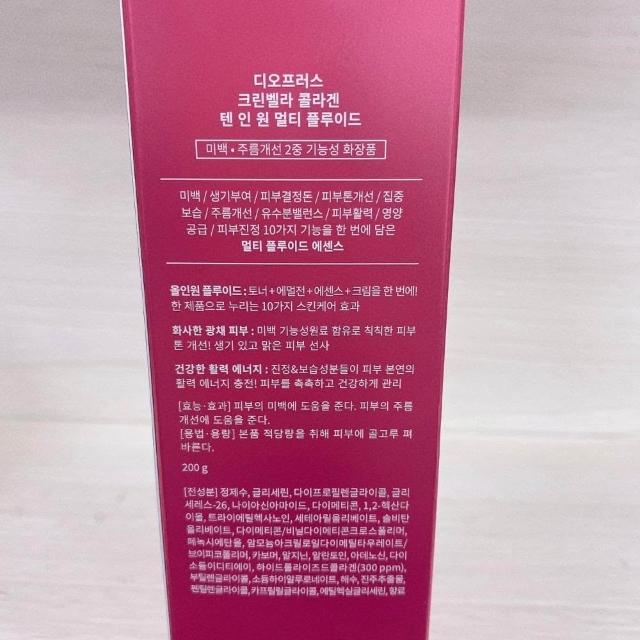 디오프러스
크린벨라 콜라겐
텐 인 원 멀티 플루이드
미백 • 주름개선 2중 기능성 화장품
미백 / 생기부여 / 피부결정돈 / 피부톤개선 / 집중
보습 / 주름개선 / 유수분밸런스 / 피부활력 / 영양
공급 / 피부진정 10가지 기능을 한 번에 담은
멀티 플루이드 에센스
올인원 플루이드 : 토너 + 에멀전 + 에센스 + 크림을 한 번에!
한 제품으로 누리는 10가지 스킨케어 효과
화사한 광채 피부 : 미백 기능성원료 함유로 칙칙한 피부
톤 개선! 생기 있고 맑은 피부 선사
건강한 활력 에너지 : 진정&보습성분들이 피부 본연의
활력 에너지 충전! 피부를 촉촉하고 건강하게 관리
[효능·효과] 피부의 미백에 도움을 준다. 피부의 주름
개선에 도움을 준다.
[용법·용량] 본품 적당량을 취해 피부에 골고루 펴
바른다.
200 g
[전성분] 정제수, 글리세린, 다이프로필렌글라이콜, 글리
세레스-26, 나이아신아마이드, 다이메티콘, 1,2-헥산다
이올, 트라이에틸헥사노인, 세테아릴올리베이트, 솔비탄
올리베이트, 다이메티콘/비닐다이메티콘크로스폴리머,
페녹시에탄올, 암모늄아크릴로일다이메틸타우레이트/
브이피코폴리머, 카보머, 알지닌, 알란토인, 아데노신, 다이
소듐이디티에이, 하이드롤라이즈드콜라겐(300 ppm),
부틸렌글라이콜, 소듐하이알루로네이트, 해수, 진주추출물,
펜틸렌글라이콜, 카프릴릴글라이콜, 에틸헥실글리세린, 향료